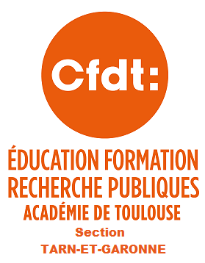 Cfdt:
ÉDUCATION FORMATION
RECHERCHE PUBLIQUES
ACADÉMIE DE TOULOUSE
Section
TARN-ET-GARONNE